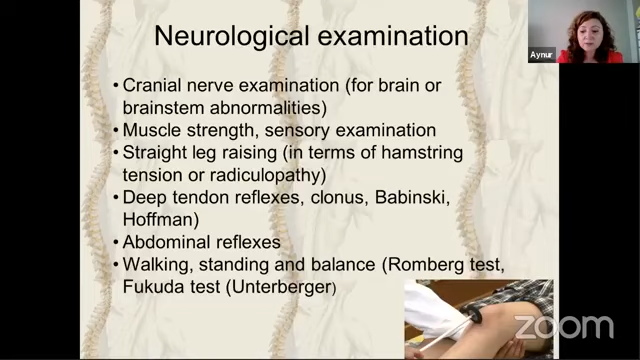 Neurological examination
Aynur
• Cranial nerve examination (for brain or
brainstem abnormalities)
• Muscle strength, sensory examination
• Straight leg raising (in terms of hamstring
tension or radiculopathy)
• Deep tendon reflexes, clonus, Babinski,
Hoffman)
• Abdominal reflexes
• Walking, standing and balance (Romberg test,
Fukuda test (Unterberger)
zoom